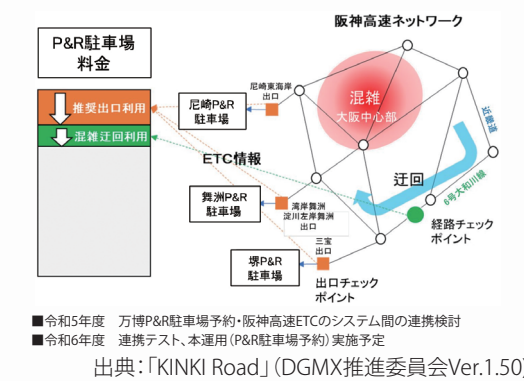 阪神高速ネットワーク
P&R駐車場
料金
推奨出口利用
混雑迂回利用
尼崎P&R
駐車場
尼崎東海岸
出口
混雑
大阪中心部
近畿道
ETC情報
迂回
6号大和川線
舞洲P&R
駐車場
湾岸舞洲
淀川左岸舞洲
出口
経路チェック
ポイント
三宝
出口
堺P&R
駐車場
出口チェック
ポイント
■令和5年度 万博P&R駐車場予約・阪神高速ETCのシステム間の連携検討
■令和6年度 連携テスト、本運用(P&R駐車場予約)実施予定
出典:「KINKI Road」(DGMX推進委員会Ver.1.50)